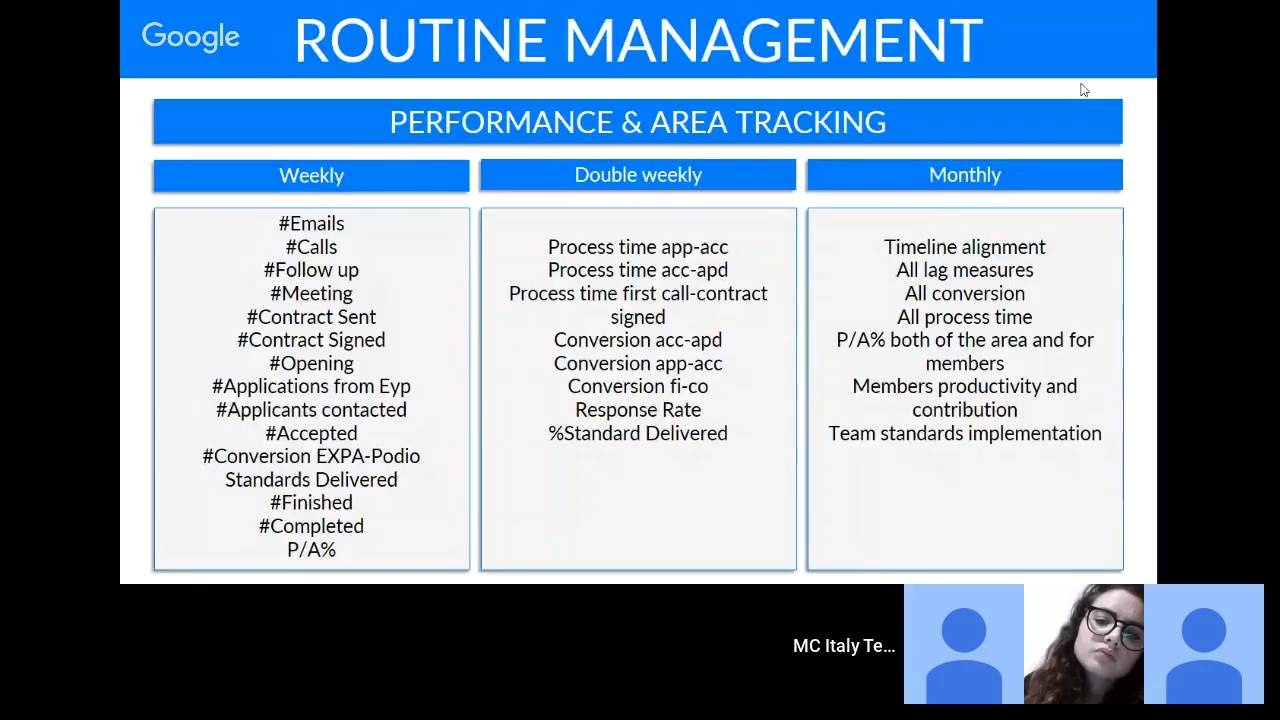 Google
ROUTINE MANAGEMENT
PERFORMANCE & AREA TRACKING
Weekly
#Emails
#Calls
#Follow up
#Meeting
#Contract Sent
#Contract Signed
#Opening
#Applications from Eyp
#Applicants contacted
#Accepted
#Conversion EXPA-Podio
Standards Delivered
#Finished
#Completed
P/A%
Double weekly
Process time app-acc
Process time acc-apd
Process time first call-contract
signed
Conversion acc-apd
Conversion app-acc
Conversion fi-co
Response Rate
%Standard Delivered
Monthly
Timeline alignment
All lag measures
All conversion
All process time
P/A% both of the area and for
members
Members productivity and
contribution
Team standards implementation
MC Italy Te...